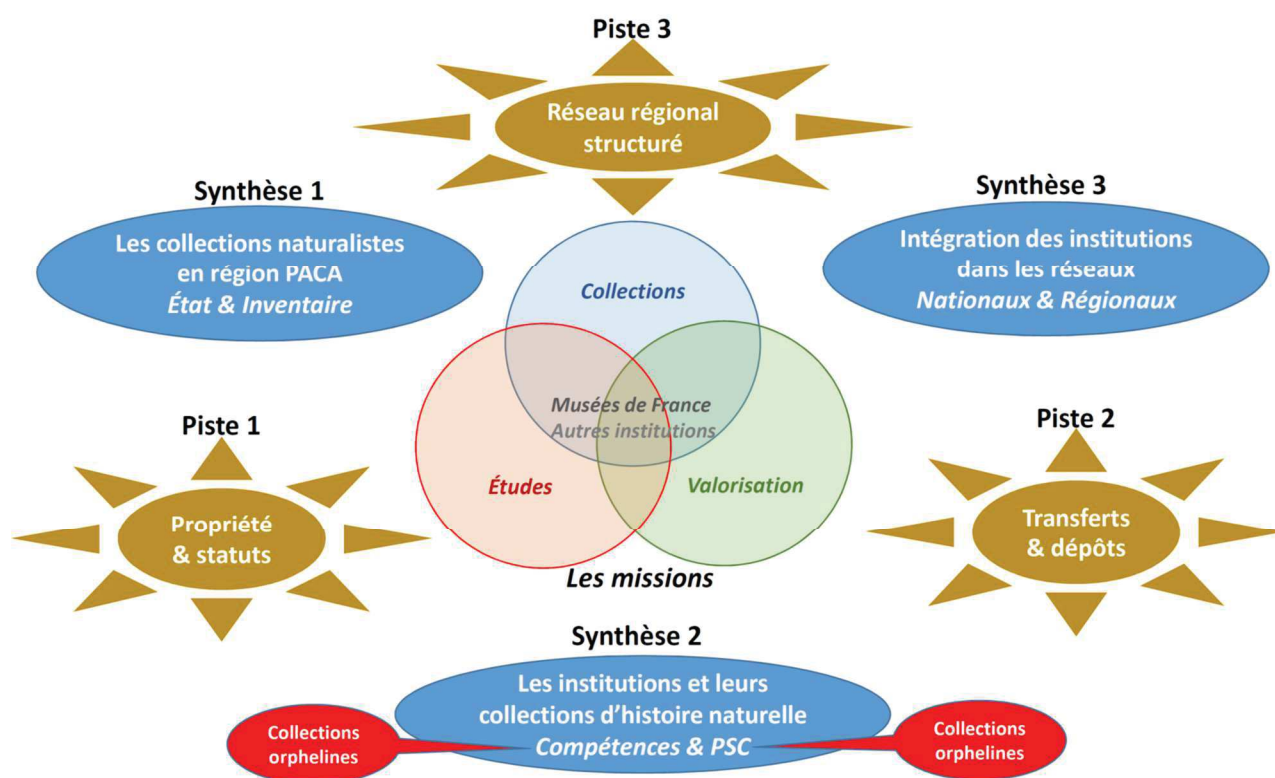 Piste 3
Réseau régional
structuré
Synthèse 1
Les collections naturalistes
en région PACA
État & Inventaire
Synthèse 3
Intégration des institutions
dans les réseaux
Nationaux & Régionaux
Collections
Musées de France
Autres institutions
Études
Valorisation
Les missions
Piste 1
Propriété
& statuts
Piste 2
Transferts
& dépôts
Synthèse 2
Les institutions et leurs
collections d’histoire naturelle
Compétences & PSC
Collections
orphelines
Collections
orphelines